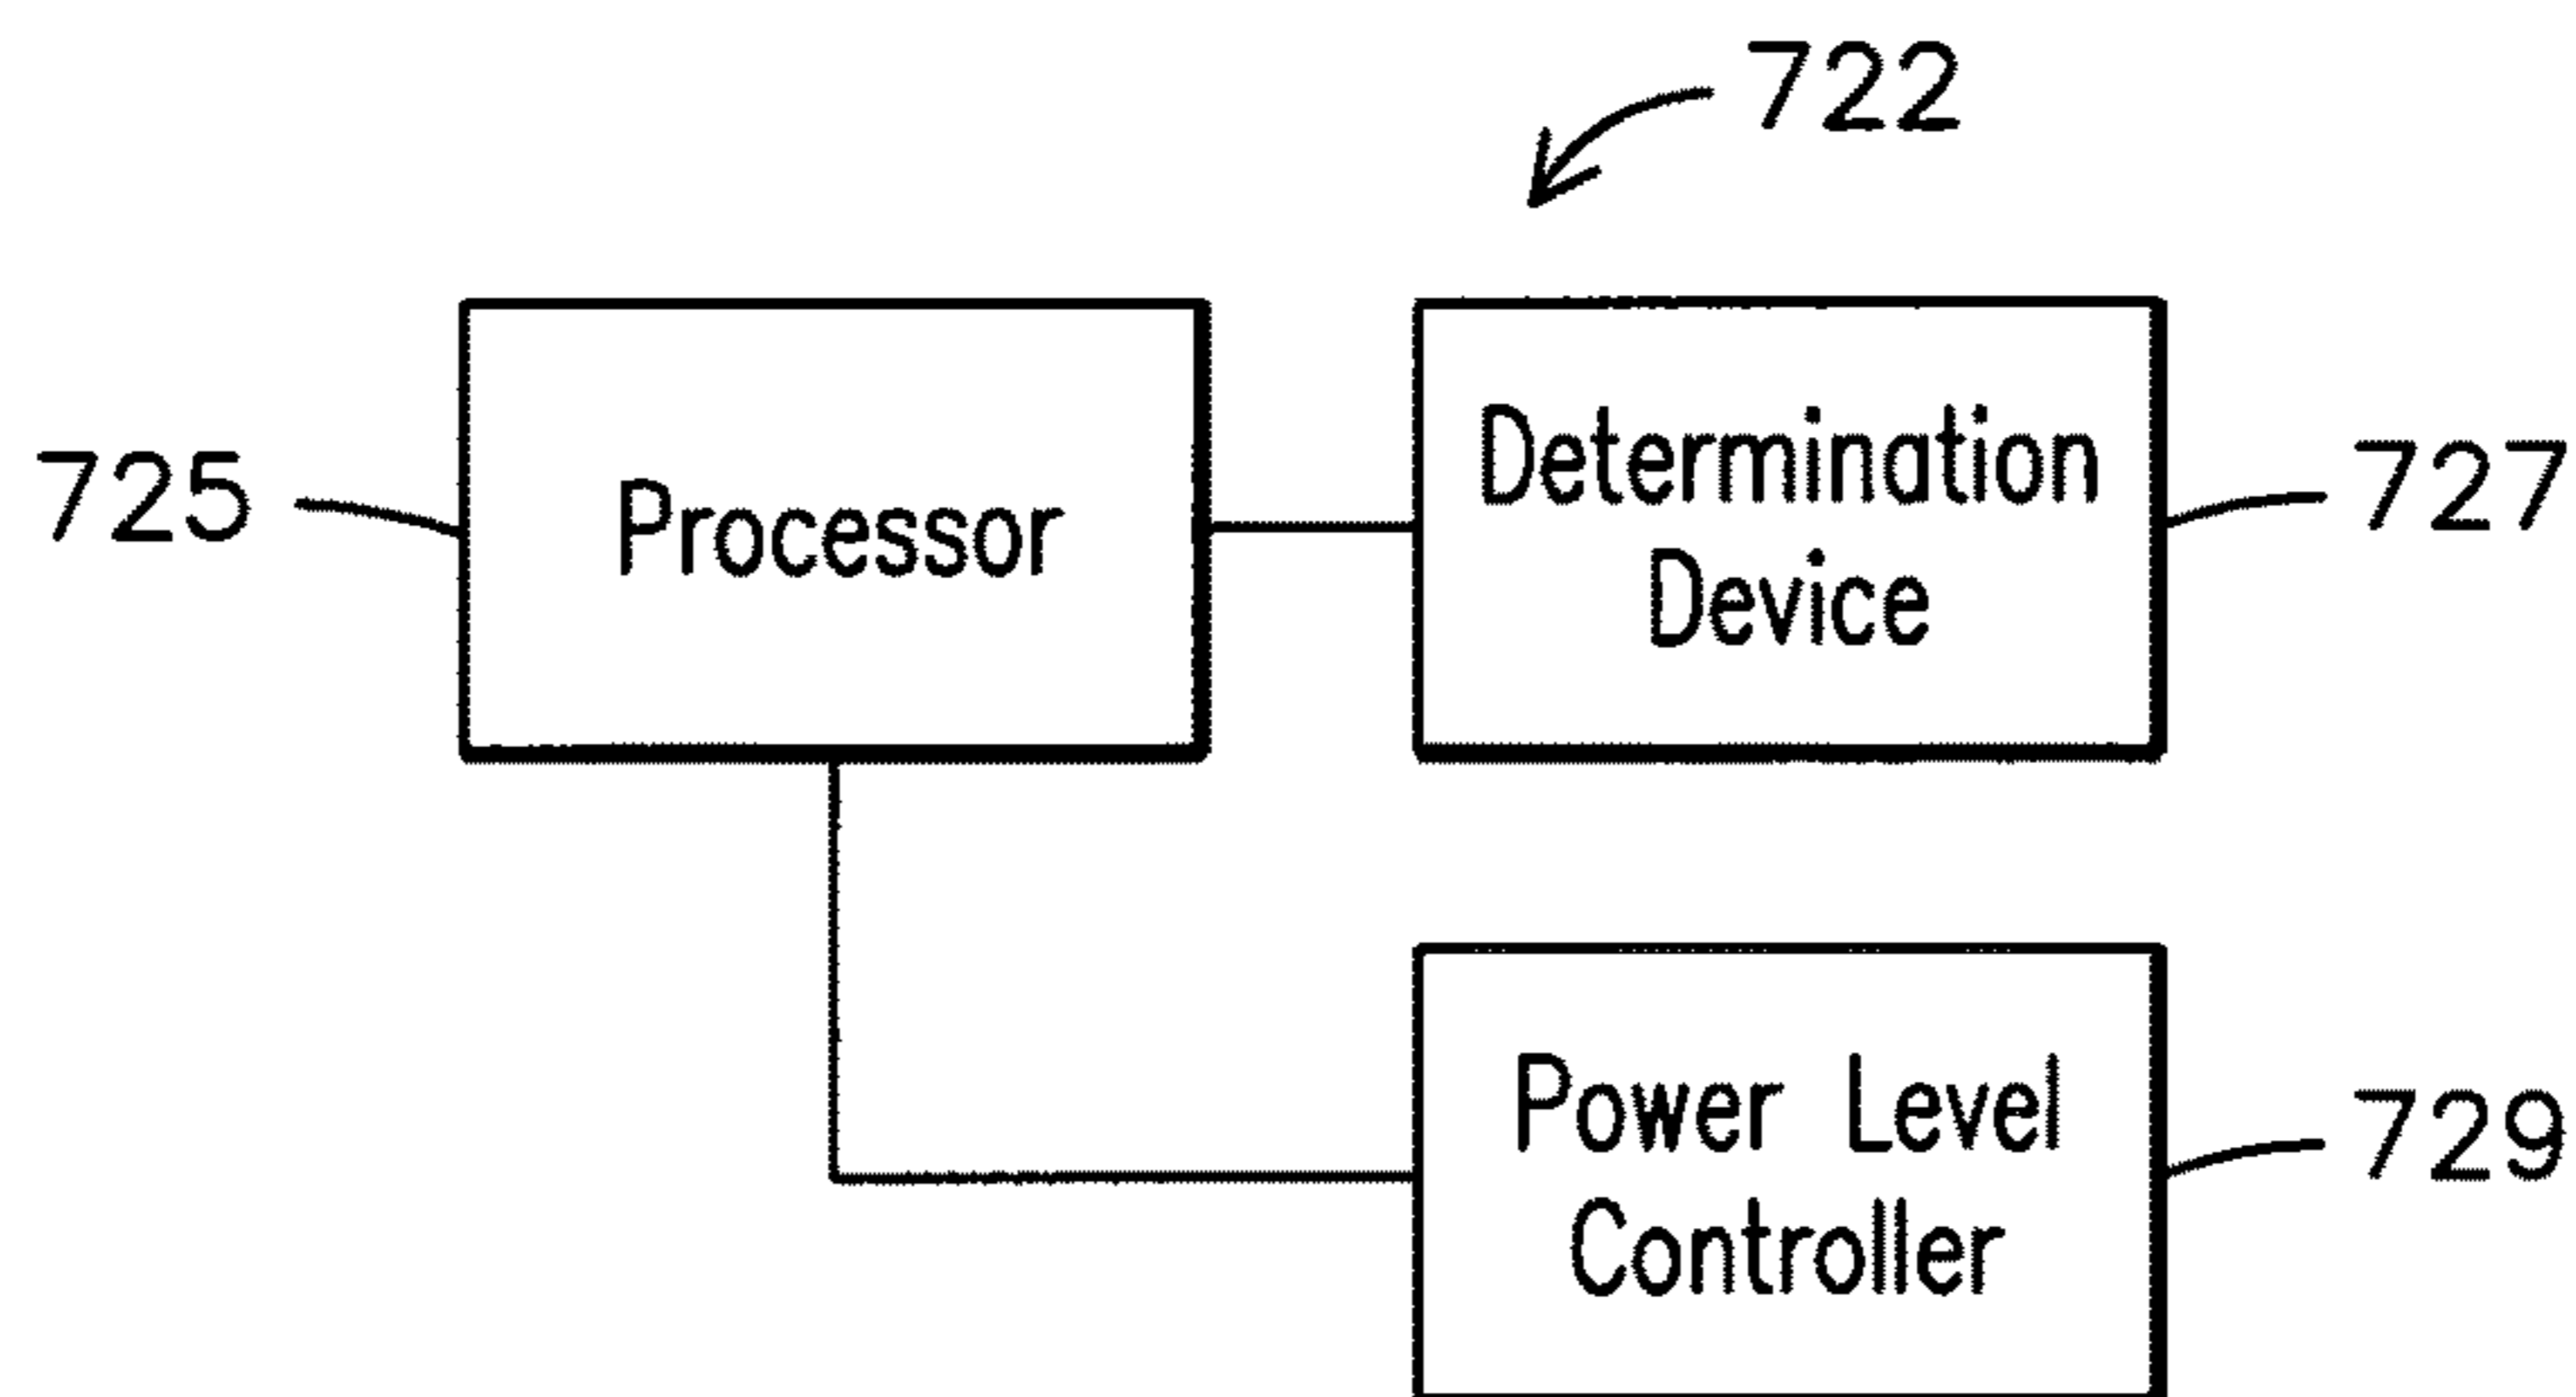 722
725
Processor
Determination
Device
727
Power Level
Controller
729